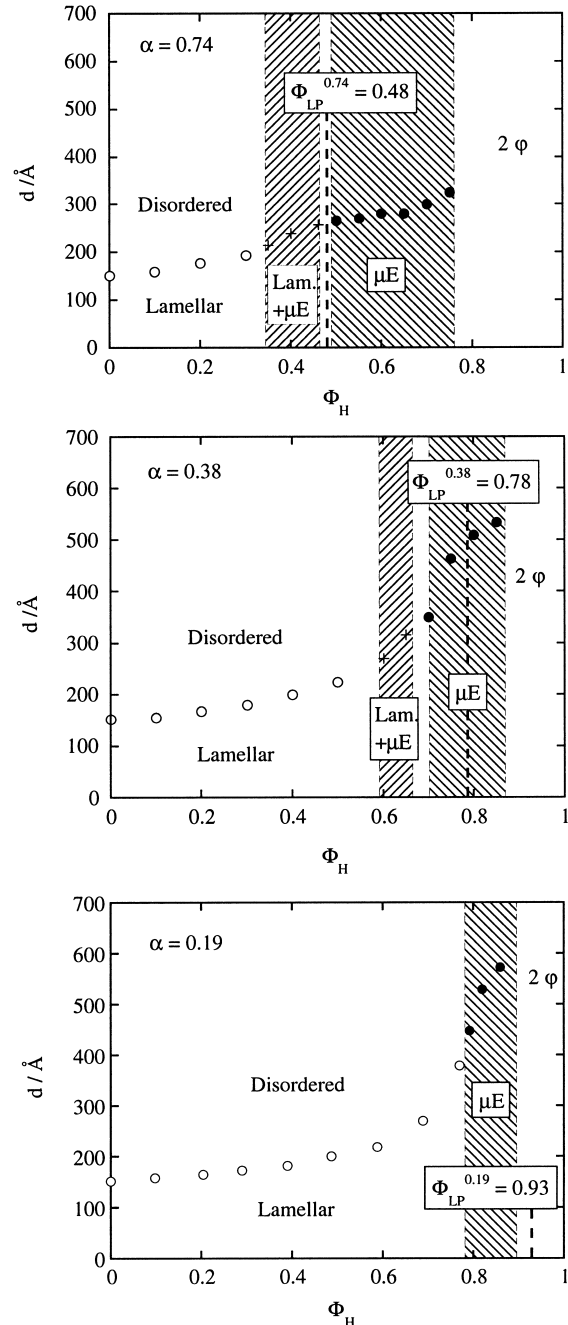 700
α = 0.74
600
Φ_LP^0.74 = 0.48
500
400
2 φ
d /Å
300
Disordered
200
Lamellar
Lam.
+μE
μE
100
0
0 0.2 0.4 0.6 0.8 1
Φ_H
700
α = 0.38
600
Φ_LP^0.38 = 0.78
500
400
2 φ
d /Å
300
Disordered
200
μE
Lam.
+μE
100
Lamellar
0
0 0.2 0.4 0.6 0.8 1
Φ_H
700
α = 0.19
600
2 φ
500
400
d / Å
Disordered
300
μE
200
Φ_LP^0.19 = 0.93
100
Lamellar
0
0 0.2 0.4 0.6 0.8 1
Φ_H